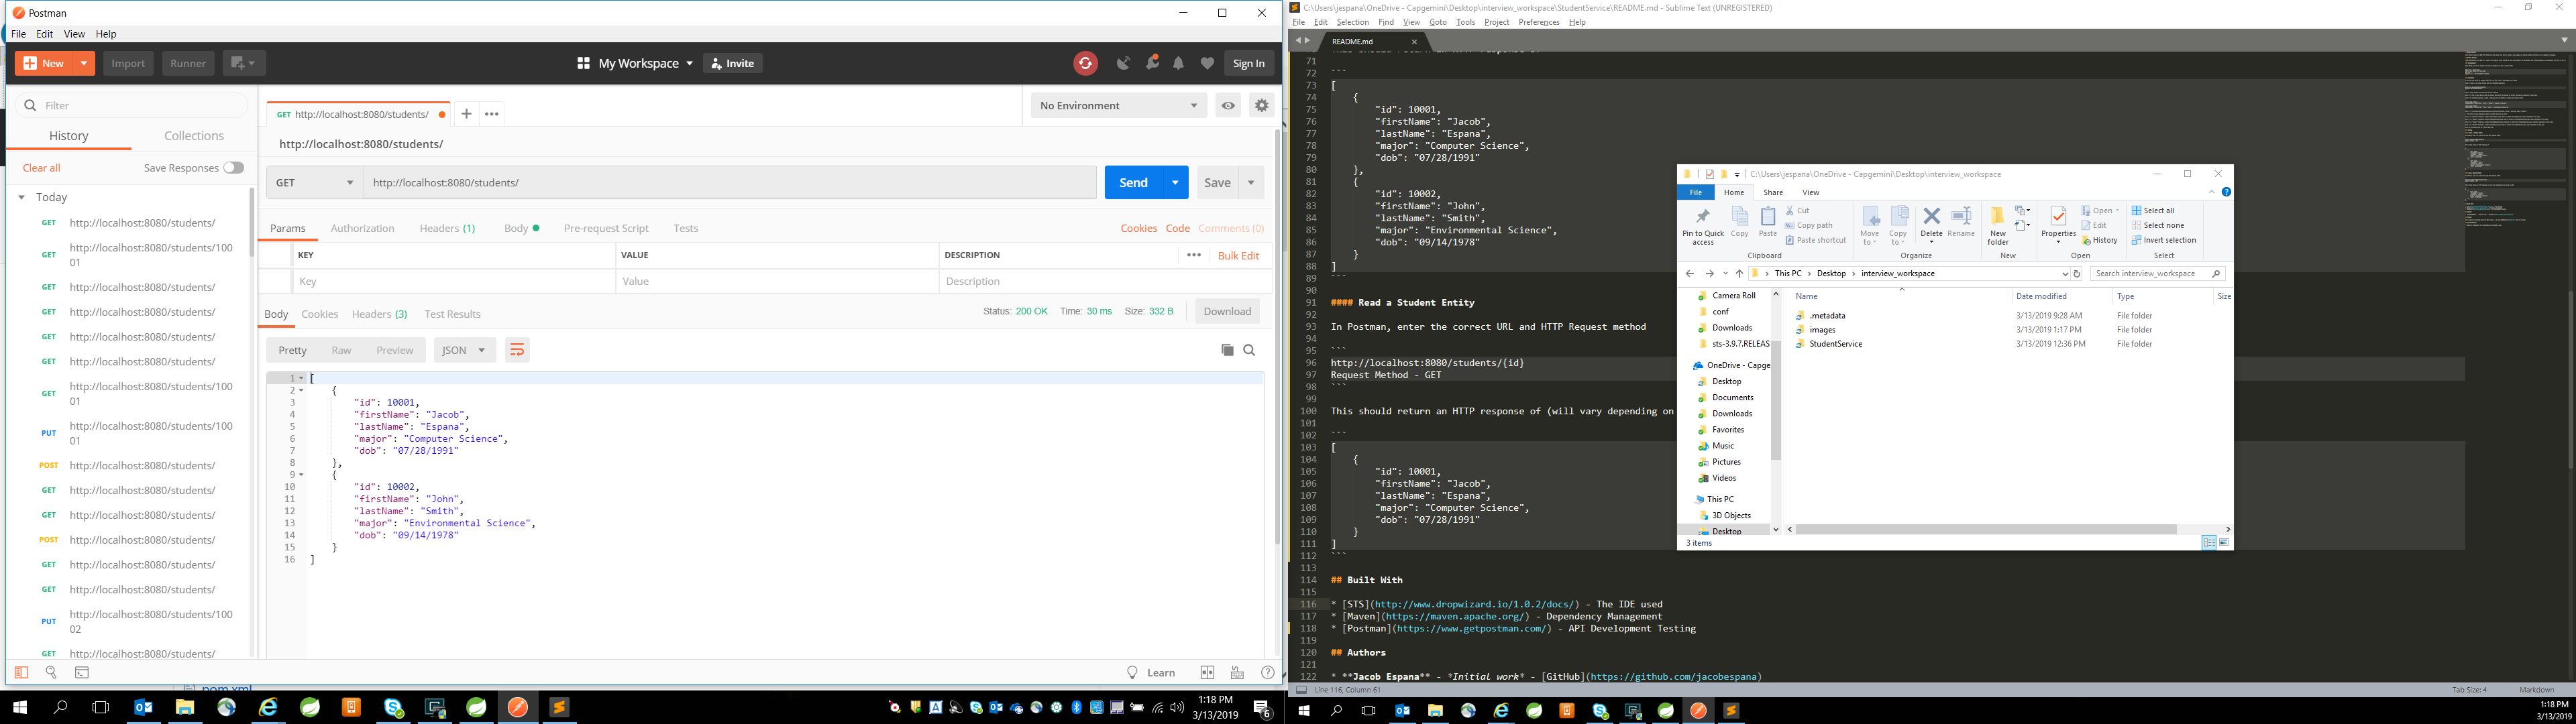 Postman
File Edit View Help
New Import Runner My Workspace Invite Sign In
Filter
History Collections
Clear all Save Responses
Today
GET http://localhost:8080/students/
GET http://localhost:8080/students/100
01
GET http://localhost:8080/students/
GET http://localhost:8080/students/
GET http://localhost:8080/students/
GET http://localhost:8080/students/
GET http://localhost:8080/students/100
01
PUT http://localhost:8080/students/100
01
POST http://localhost:8080/students/
GET http://localhost:8080/students/
GET http://localhost:8080/students/
POST http://localhost:8080/students/
GET http://localhost:8080/students/
GET http://localhost:8080/students/
PUT http://localhost:8080/students/100
02
GET http://localhost:8080/students/
GET http://localhost:8080/students/
No Environment
http://localhost:8080/students/
GET http://localhost:8080/students/ Send Save
Params Authorization Headers (1) Body Pre-request Script Tests Cookies Code Comments (0)
KEY VALUE DESCRIPTION Bulk Edit
Key Value Description
Body Cookies Headers (3) Test Results Status: 200 OK Time: 30 ms Size: 332 B Download
Pretty Raw Preview JSON
1 [
2 {
3 "id": 10001,
4 "firstName": "Jacob",
5 "lastName": "Espana",
6 "major": "Computer Science",
7 "dob": "07/28/1991"
8 },
9 {
10 "id": 10002,
11 "firstName": "John",
12 "lastName": "Smith",
13 "major": "Environmental Science",
14 "dob": "09/14/1978"
15 }
16 ]
Learn
pom.xml
1:18 PM
3/13/2019
6
C:\Users\jespana\OneDrive - Capgemini\Desktop\interview_workspace\StudentService\README.md - Sublime Text (UNREGISTERED)
File Edit Selection Find View Goto Tools Project Preferences Help
README.md
71
72 ```
73 [
74 {
75 "id": 10001,
76 "firstName": "Jacob",
77 "lastName": "Espana",
78 "major": "Computer Science",
79 "dob": "07/28/1991"
80 },
81 {
82 "id": 10002,
83 "firstName": "John",
84 "lastName": "Smith",
85 "major": "Environmental Science",
86 "dob": "09/14/1978"
87 }
88 ]
89 ```
90
91 #### Read a Student Entity
92
93 In Postman, enter the correct URL and HTTP Request method
94
95 ```
96 http://localhost:8080/students/{id}
97 Request Method - GET
98 ```
99
100 This should return an HTTP response of (will vary depending on
101
102 ```
103 [
104 {
105 "id": 10001,
106 "firstName": "Jacob",
107 "lastName": "Espana",
108 "major": "Computer Science",
109 "dob": "07/28/1991"
110 }
111 ]
112 ```
113
114 ## Built With
115
116 * [STS](http://www.dropwizard.io/1.0.2/docs/) - The IDE used
117 * [Maven](https://maven.apache.org/) - Dependency Management
118 * [Postman](https://www.getpostman.com/) - API Development Testing
119
120 ## Authors
121
122 * **Jacob Espana** - *Initial work* - [GitHub](https://github.com/jacobespana)
Line 116, Column 61 Tab Size: 4 Markdown
C:\Users\jespana\OneDrive - Capgemini\Desktop\interview_workspace
File Home Share View
Pin to Quick access
Copy
Paste
Cut
Copy path
Paste shortcut
Clipboard
Move to
Copy to
Delete
Rename
Organize
New folder
New
Properties
Open
Edit
History
Open
Select all
Select none
Invert selection
Select
This PC Desktop interview_workspace Search interview_workspace
Name Date modified Type Size
.metadata 3/13/2019 9:28 AM File folder
images 3/13/2019 1:17 PM File folder
StudentService 3/13/2019 12:36 PM File folder
Camera Roll
conf
Downloads
sts-3.9.7.RELEAS
OneDrive - Capge
Desktop
Documents
Downloads
Favorites
Music
Pictures
Videos
This PC
3D Objects
Desktop
3 items
1:18 PM
3/13/2019